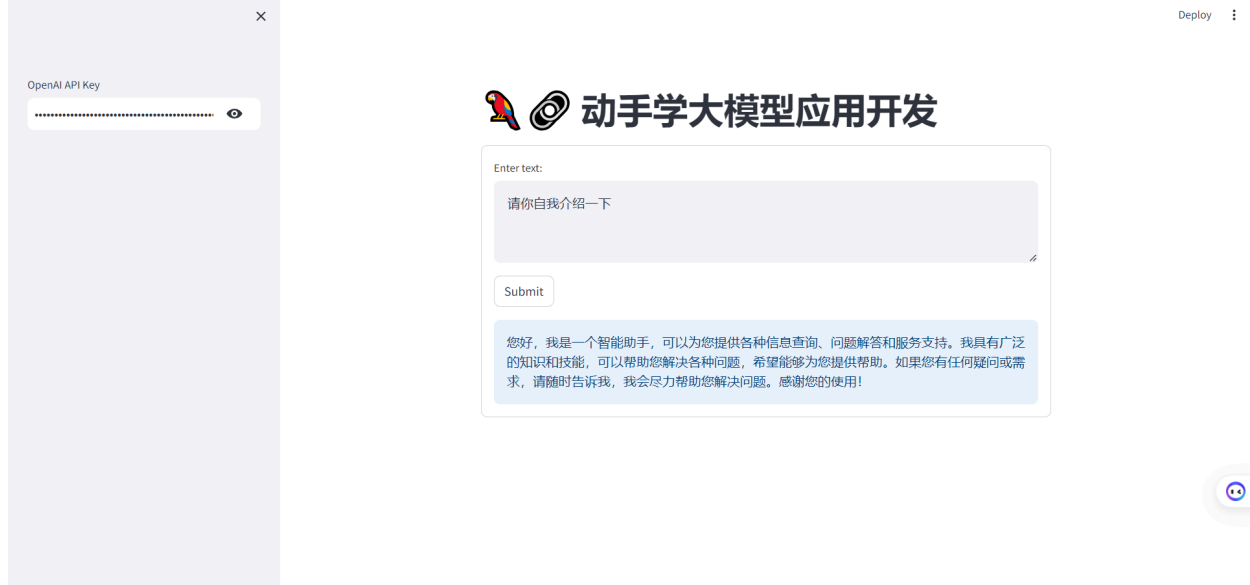 Deploy
OpenAI API Key
🦜🔗 动手学大模型应用开发
Enter text:
请你自我介绍一下
Submit
您好，我是一个智能助手，可以为您提供各种信息查询、问题解答和服务支持。我具有广泛
的知识和技能，可以帮助您解决各种问题，希望能够为您提供帮助。如果您有任何疑问或需
求，请随时告诉我，我会尽力帮助您解决问题。感谢您的使用！